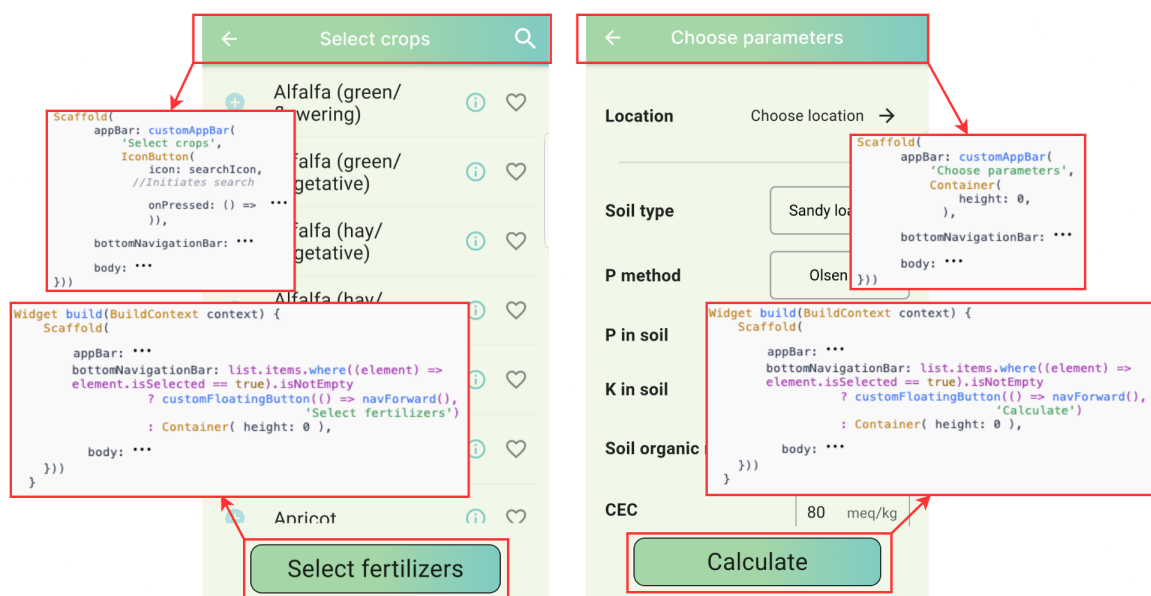 Select crops
Alfalfa (green/
flowering)
Scaffold(
appBar: customAppBar(
'Select crops',
IconButton(
icon: searchIcon,
//Initiates search
onPressed: () => •••
)),
bottomNavigationBar: •••
body: •••
}))
falfa (green/
getative)
falfa (hay/
getative)
Alfalfa (hay/
Widget build(BuildContext context) {
Scaffold(
appBar: •••
bottomNavigationBar: list.items.where((element) =>
element.isSelected == true).isNotEmpty
? customFloatingButton(() => navForward(),
'Select fertilizers')
: Container( height: 0 ),
body: •••
}))
}
Apricot
Select fertilizers
Choose parameters
Location
Choose location →
Scaffold(
appBar: customAppBar(
‘Choose parameters',
Container(
height: 0,
),
bottomNavigationBar: •••
body: •••
}))
Soil type
Sandy loa
P method
Olsen
P in soil
K in soil
Soil organic
Widget build(BuildContext context) {
Scaffold(
appBar: •••
bottomNavigationBar: list.items.where((element) =>
element.isSelected == true).isNotEmpty
? customFloatingButton(() => navForward(),
‘Calculate')
: Container( height: 0 ),
body: •••
}))
}
CEC
80 meq/kg
Calculate